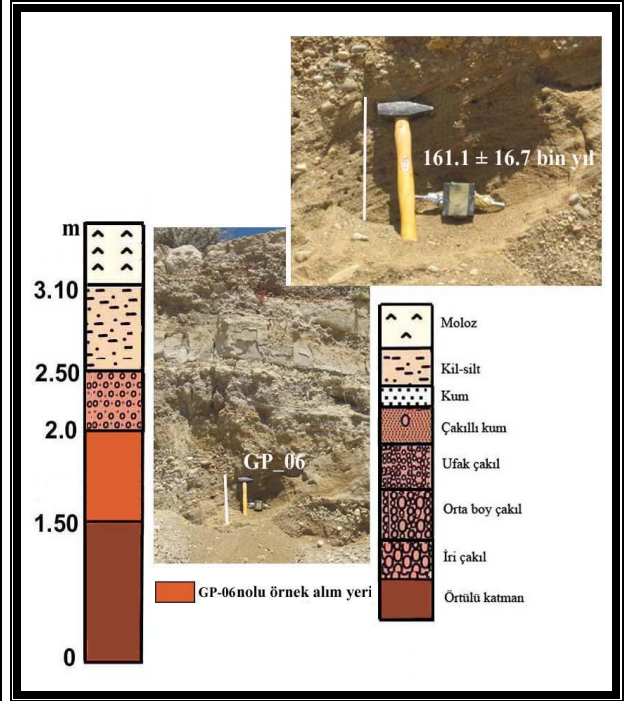 161.1 ± 16.7 bin yıl
m
3.10
2.50
2.0
1.50
0
GP_06
GP-06nolu örnek alım yeri
Moloz
Kil-silt
Kum
Çakıllı kum
Ufak çakıl
Orta boy çakıl
İri çakıl
Örtülü katman